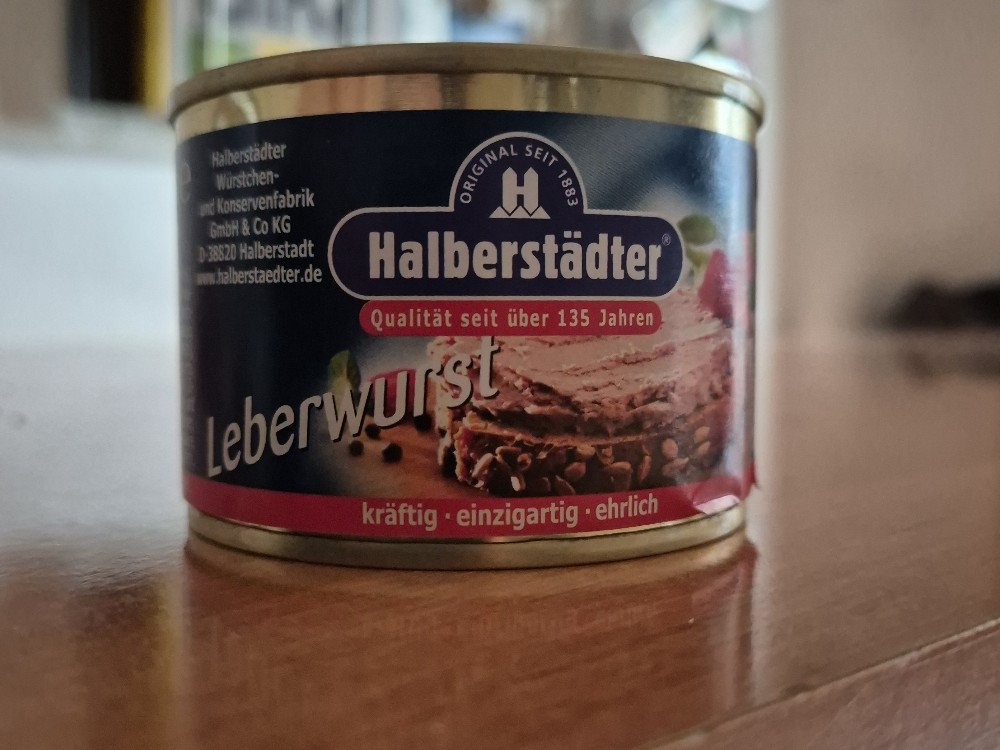 Halberstädter
Würstchen-
und Konservenfabrik
GmbH & Co KG
D-38820 Halberstadt
www.halberstaedter.de
ORIGINAL SEIT 1883
H
Halberstädter®
Qualität seit über 135 Jahren
Leberwurst
kräftig · einzigartig · ehrlich